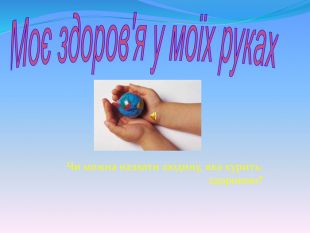 Моє здоров'я у моїх руках
Чи можна назвати людину, яка курить
здоровою?